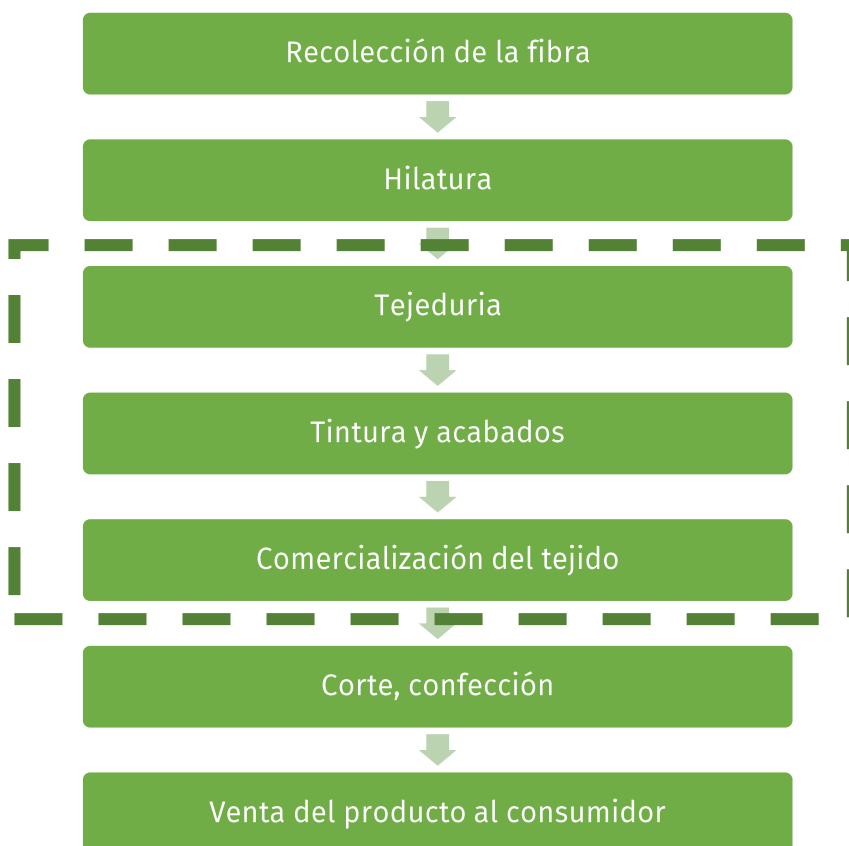 Recolección de la fibra
Hilatura
Tejeduria
Tintura y acabados
Comercialización del tejido
Corte, confección
Venta del producto al consumidor